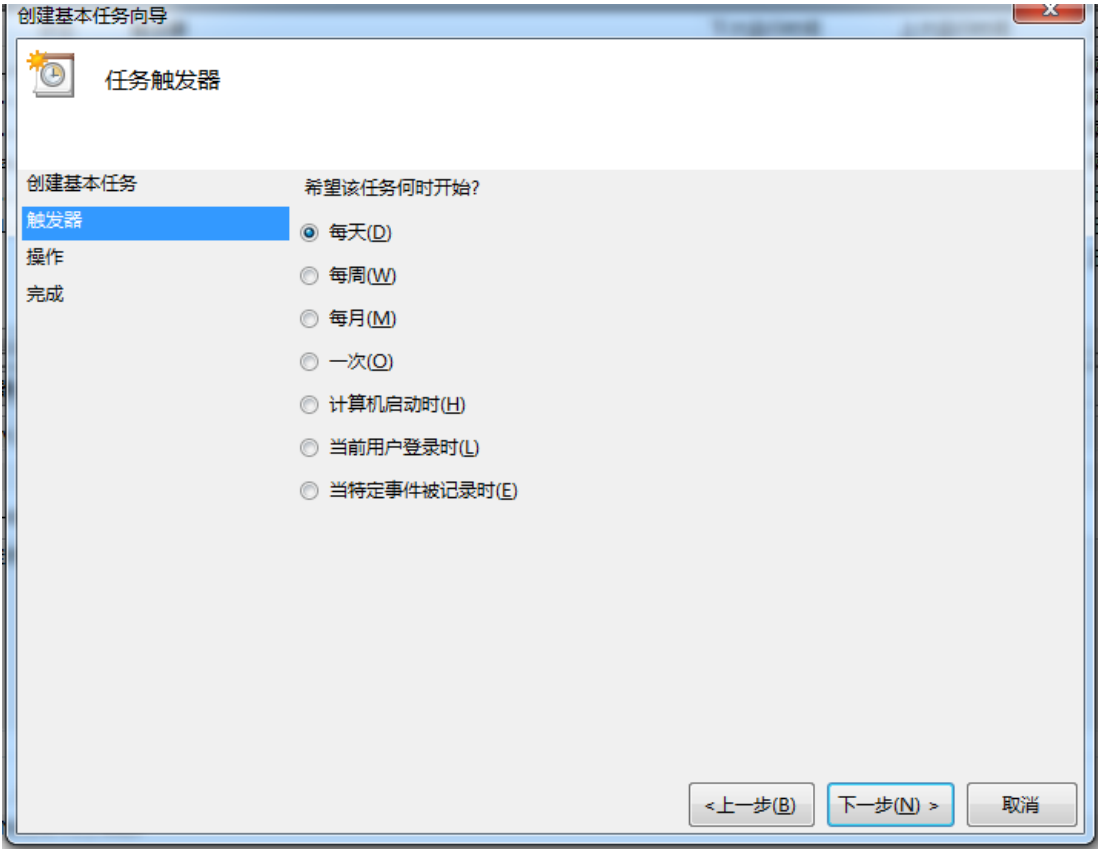 创建基本任务向导
任务触发器
创建基本任务
触发器
操作
完成
希望该任务何时开始?
每天(D)
每周(W)
每月(M)
一次(O)
计算机启动时(H)
当前用户登录时(L)
当特定事件被记录时(E)
<上一步(B)
下一步(N) >
取消